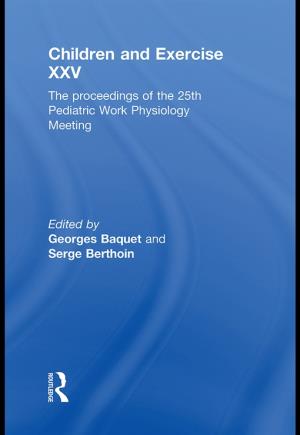 Children and Exercise
XXV
The proceedings of the 25th
Pediatric Work Physiology
Meeting
Edited by
Georges Baquet and
Serge Berthoin
ROUTLEDGE